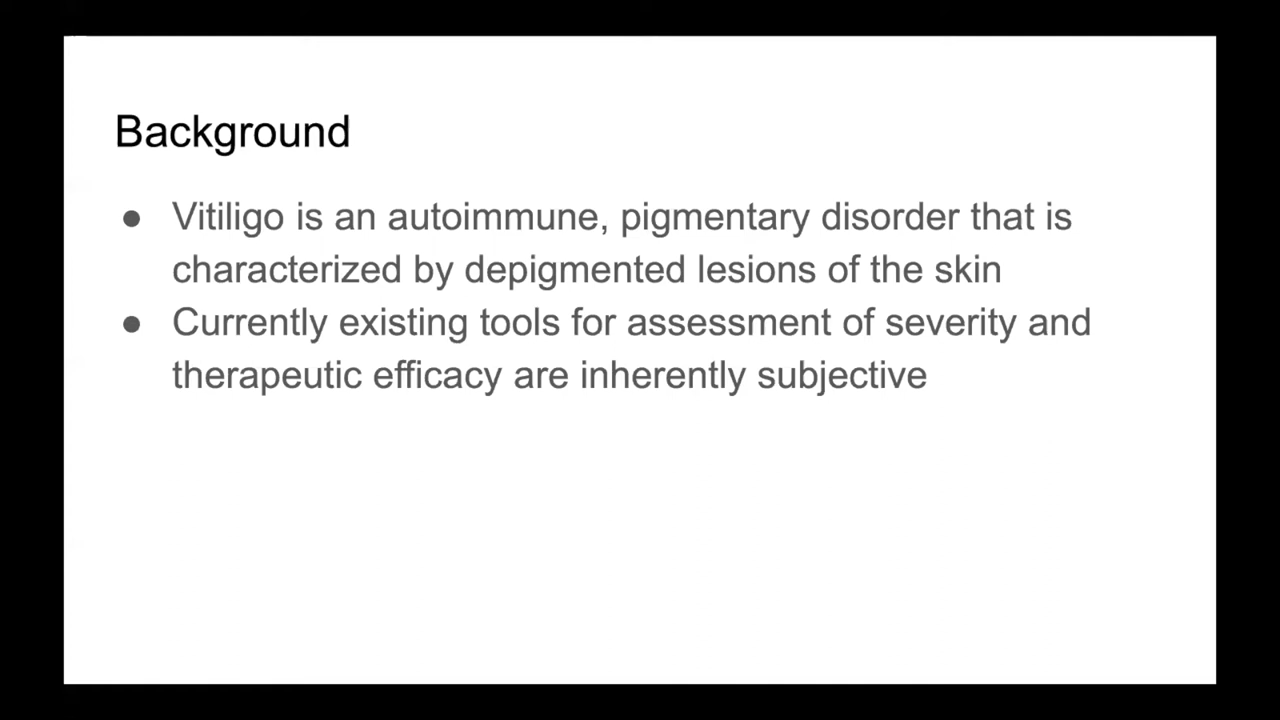 Background
● Vitiligo is an autoimmune, pigmentary disorder that is
characterized by depigmented lesions of the skin
● Currently existing tools for assessment of severity and
therapeutic efficacy are inherently subjective